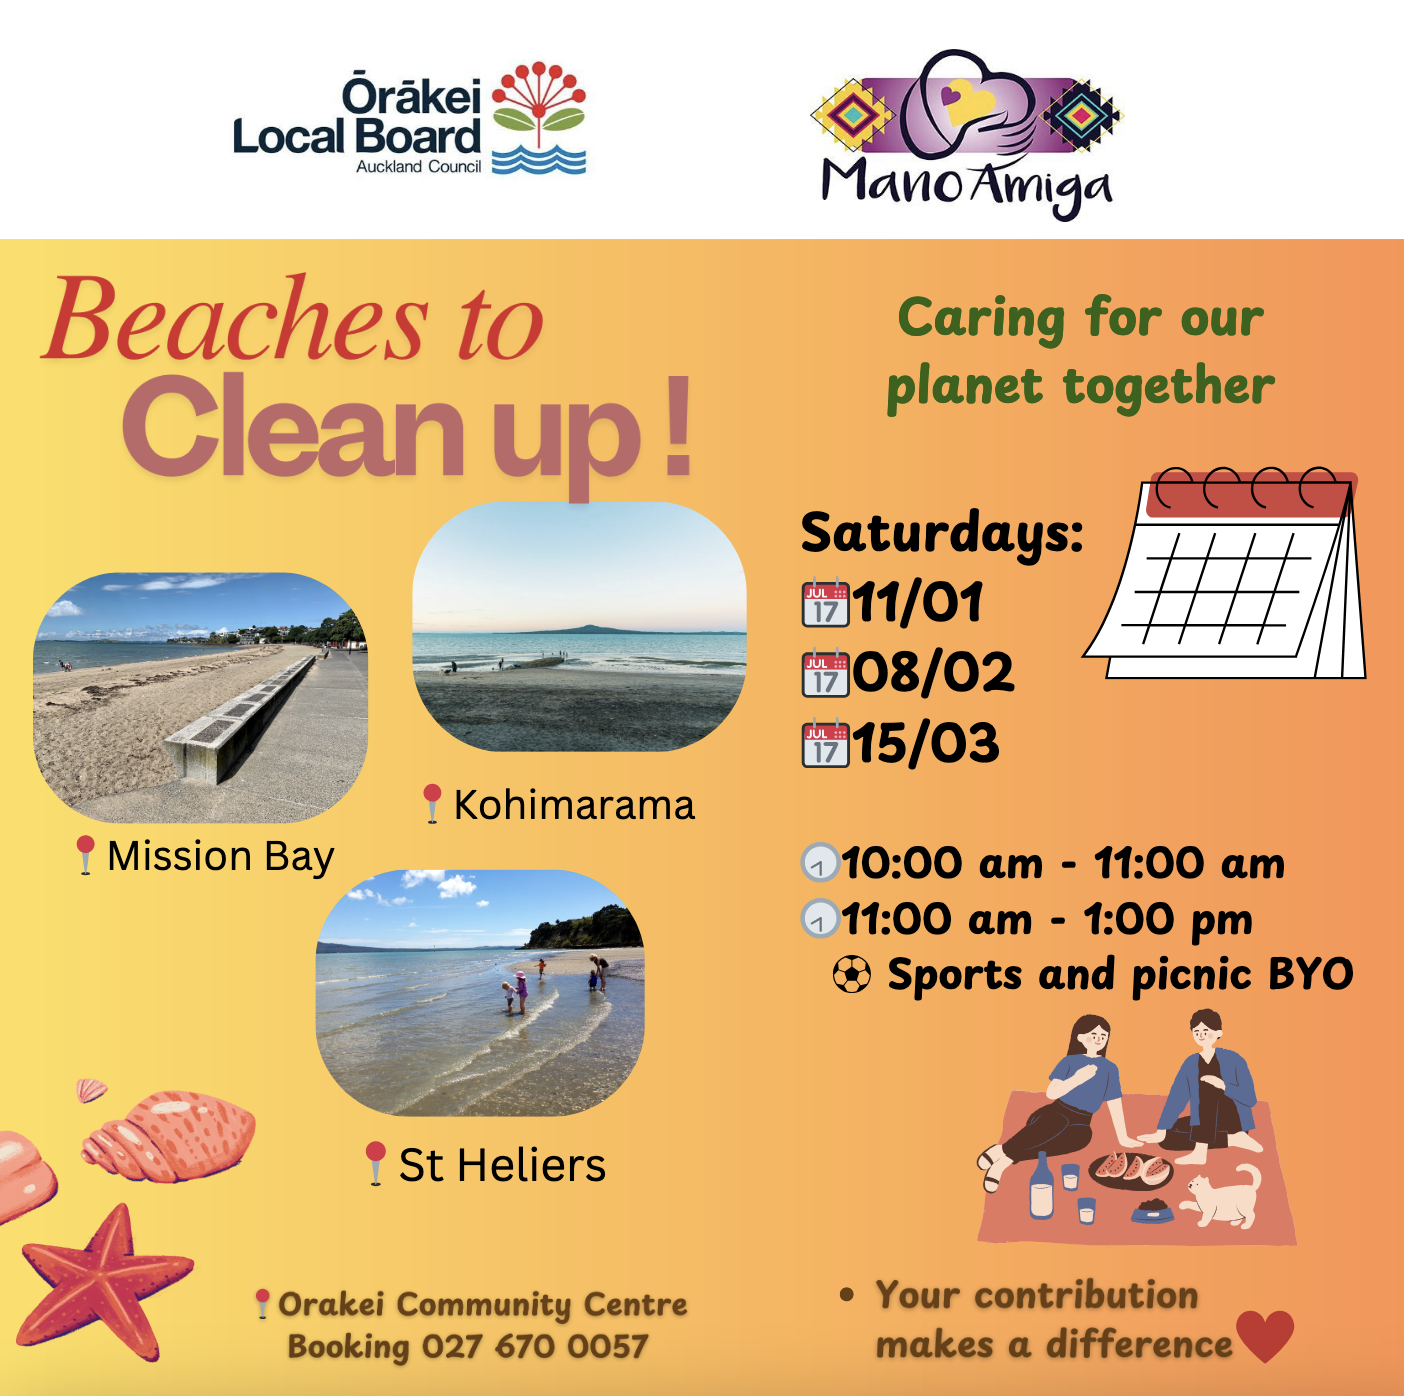 Ōrākei
Local Board
Auckland Council
Mano Amiga
Beaches to
Clean up !
Mission Bay
Kohimarama
St Heliers
Orakei Community Centre
Booking 027 670 0057
Caring for our
planet together
Saturdays:
JUL 17 11/01
JUL 17 08/02
JUL 17 15/03
10:00 am - 11:00 am
11:00 am - 1:00 pm
Sports and picnic BYO
• Your contribution
makes a difference